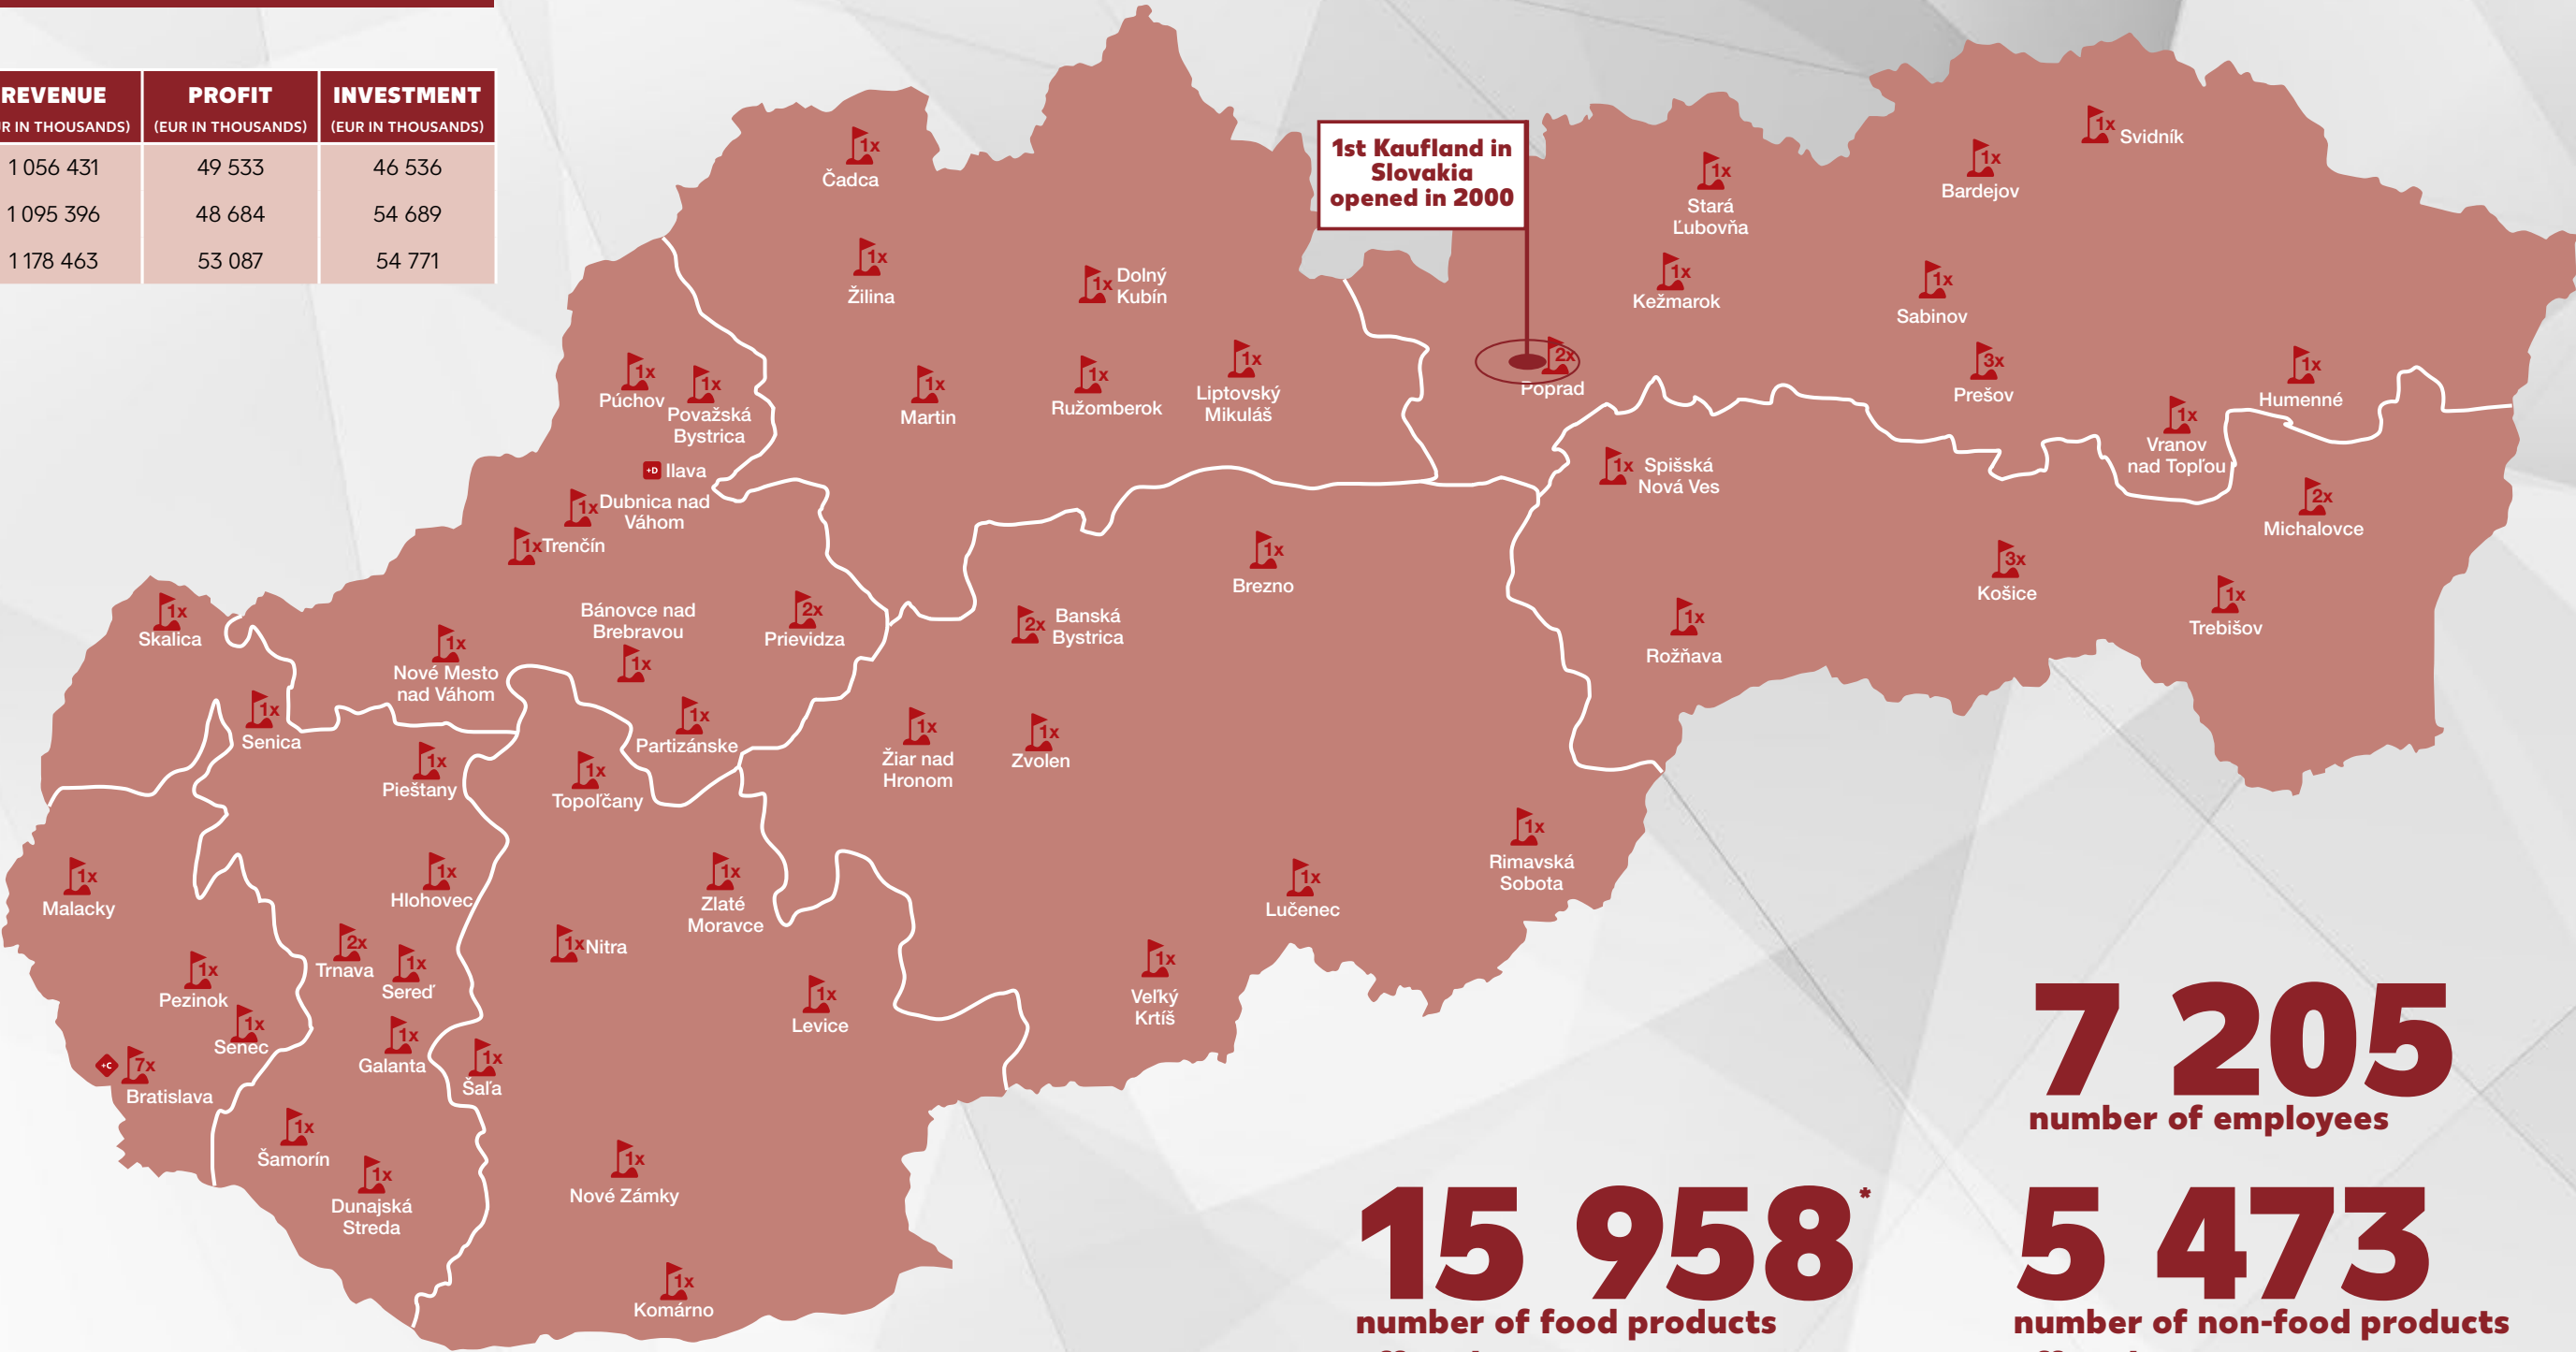 REVENUE PROFIT INVESTMENT
R IN THOUSANDS) (EUR IN THOUSANDS) (EUR IN THOUSANDS)
1 056 431 49 533 46 536
1 095 396 48 684 54 689
1 178 463 53 087 54 771
1st Kaufland in
Slovakia
opened in 2000
1x
Čadca
1x
Žilina
1x Dolný
Kubín
1x
Stará
Ľubovňa
1x
Bardejov
1x Svidník
1x
Kežmarok
1x
Sabinov
2x
Poprad
3x
Prešov
1x
Humenné
1x
Vranov
nad Topľou
1x
Púchov
1x
Považská
Bystrica
1x
Martin
1x
Ružomberok
1x
Liptovský
Mikuláš
+D Ilava
1x Dubnica nad
Váhom
1x Trenčín
1x Spišská
Nová Ves
2x
Michalovce
3x
Košice
1x
Trebišov
1x
Rožňava
1x
Brezno
2x Banská
Bystrica
1x
Skalica
1x
Nové Mesto
nad Váhom
Bánovce nad
Brebravou
1x
2x
Prievidza
1x
Senica
1x
Partizánske
1x
Piešťany
1x
Topoľčany
1x
Žiar nad
Hronom
1x
Zvolen
1x
Malacky
1x
Hlohovec
1x
Zlaté
Moravce
1x
Rimavská
Sobota
1x
Lučenec
2x
Trnava
1x
Sereď
1x Nitra
1x
Pezinok
1x
Senec
1x
Galanta
1x
Levice
1x
Veľký
Krtíš
+C 7x
Bratislava
1x
Šaľa
1x
Šamorín
1x
Dunajská
Streda
1x
Nové Zámky
1x
Komárno
7 205
number of employees
15 958*
number of food products
5 473
number of non-food products